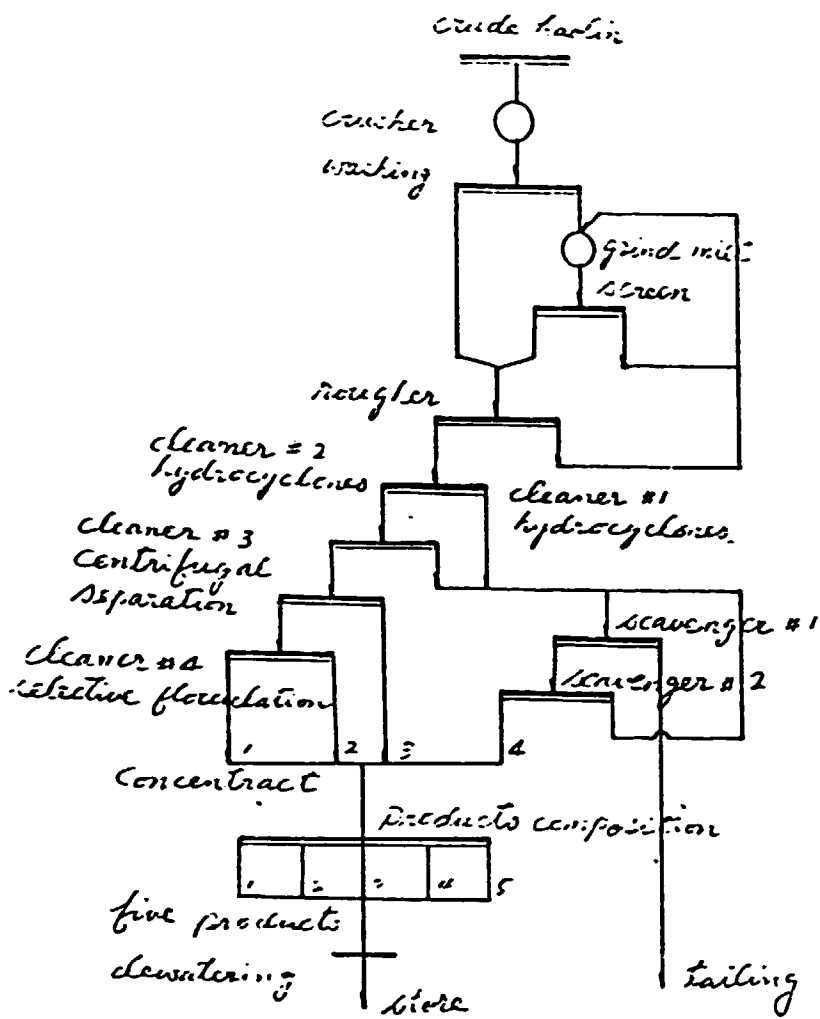 crude kaolin
crusher
grind mill
screen
rougler
cleaner #2
hydrocyclones
cleaner #1
hydrocyclones.
cleaner #3
centrifugal
separation
scavenger #1
cleaner #4
selective flocculation
scavenger #2
1 2 3 4
concentract
products composition
1 2 3 4 5
five products
dewatering
tailing
store